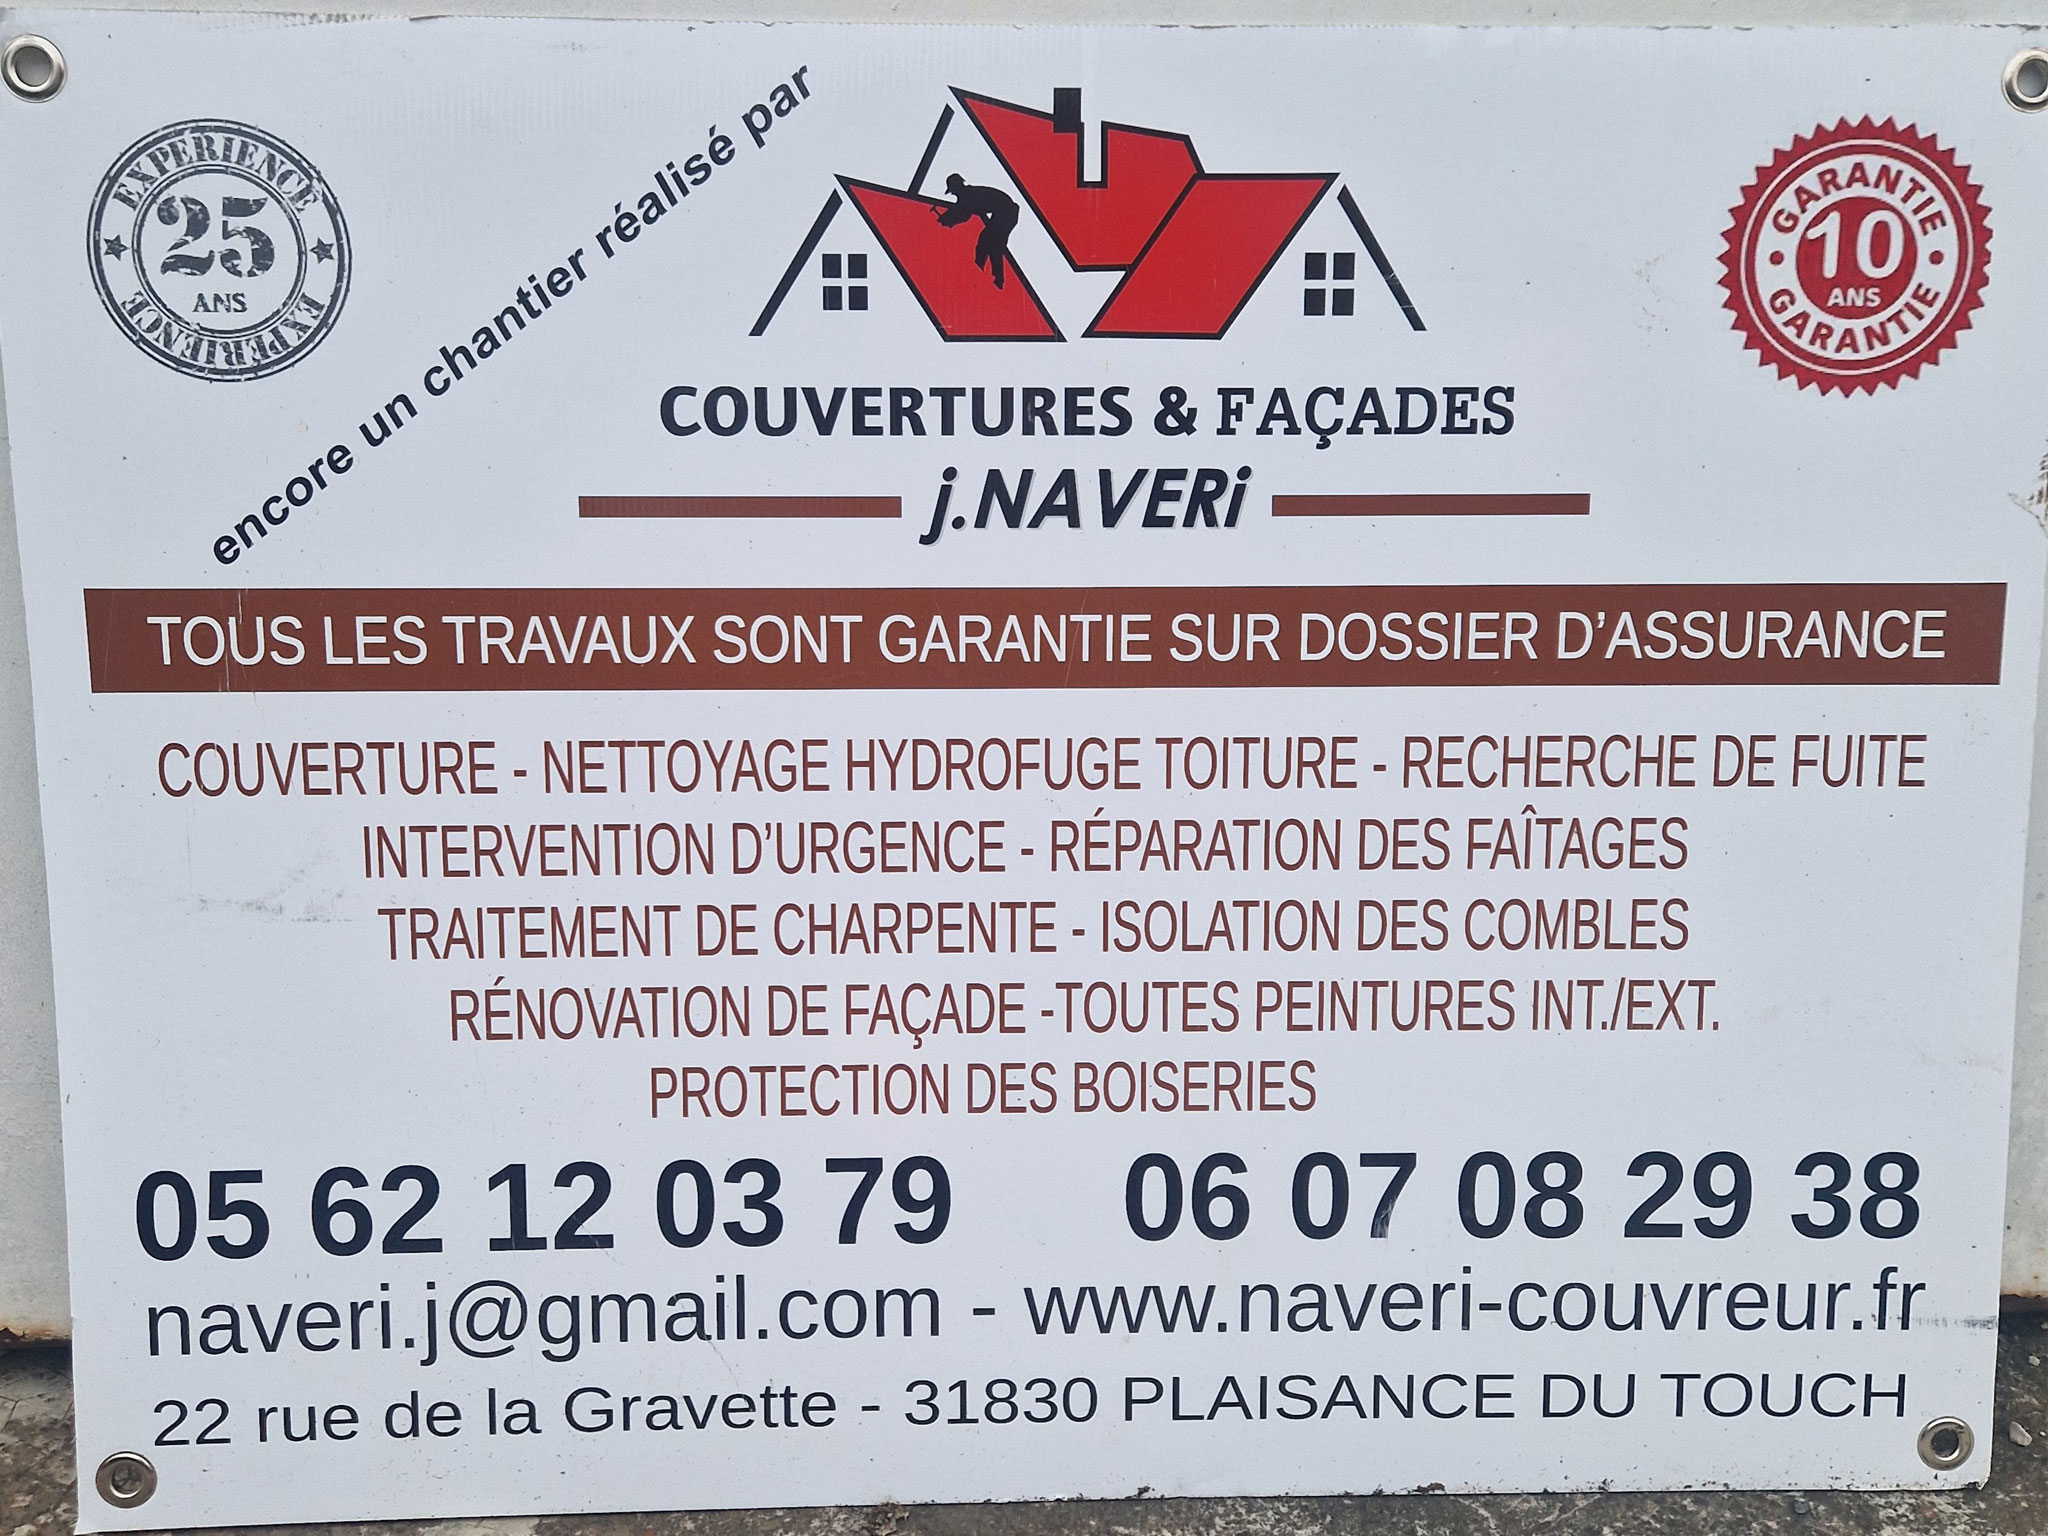 EXPÉRIENCE
25
ANS
EXPÉRIENCE
encore un chantier réalisé par
GARANTIE
10
ANS
GARANTIE
COUVERTURES & FAÇADES
j.NAVERi
TOUS LES TRAVAUX SONT GARANTIE SUR DOSSIER D'ASSURANCE
COUVERTURE - NETTOYAGE HYDROFUGE TOITURE - RECHERCHE DE FUITE
INTERVENTION D'URGENCE - RÉPARATION DES FAÎTAGES
TRAITEMENT DE CHARPENTE - ISOLATION DES COMBLES
RÉNOVATION DE FAÇADE -TOUTES PEINTURES INT./EXT.
PROTECTION DES BOISERIES
05 62 12 03 79 06 07 08 29 38
naveri.j@gmail.com - www.naveri-couvreur.fr
22 rue de la Gravette - 31830 PLAISANCE DU TOUCH